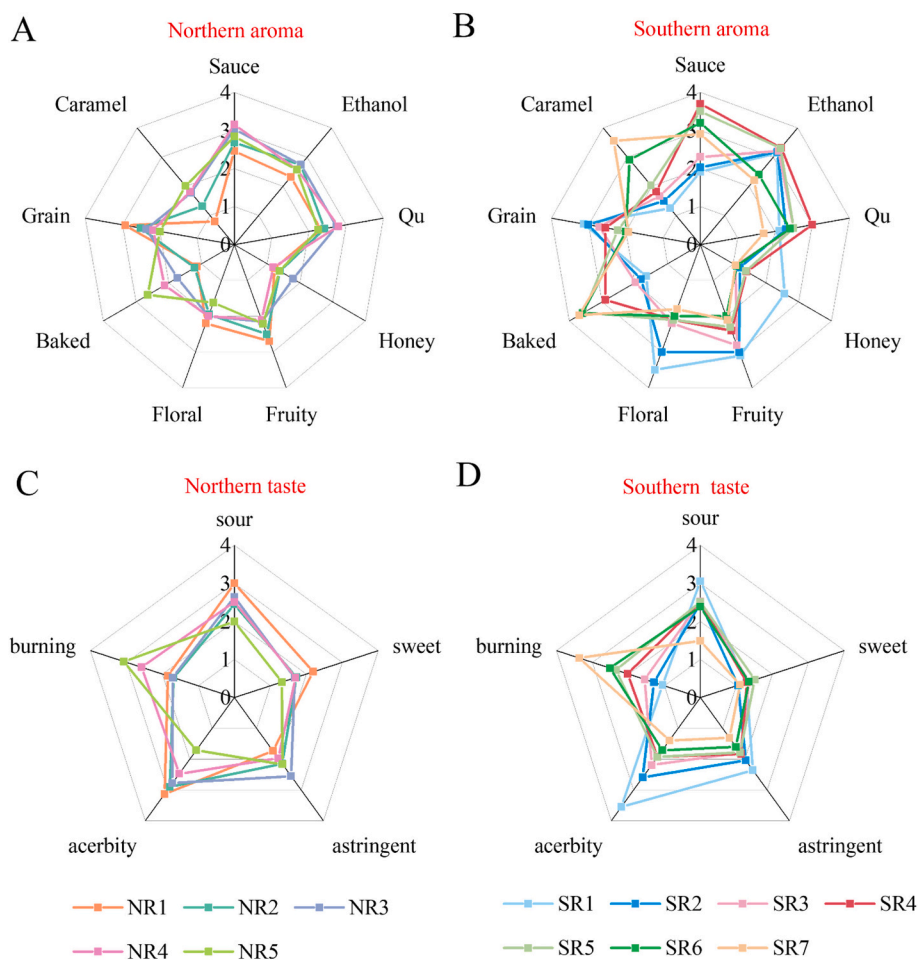 A
Northern aroma
Sauce
Caramel
Ethanol
Grain
Qu
Baked
Honey
Floral
Fruity
4
3
2
1
0
B
Southern aroma
Sauce
Caramel
Ethanol
Grain
Qu
Baked
Honey
Floral
Fruity
4
3
2
1
0
C
Northern taste
sour
burning
sweet
acerbity
astringent
4
3
2
1
0
D
Southern taste
sour
burning
sweet
acerbity
astringent
4
3
2
1
0
NR1 NR2 NR3
NR4 NR5
SR1 SR2 SR3 SR4
SR5 SR6 SR7